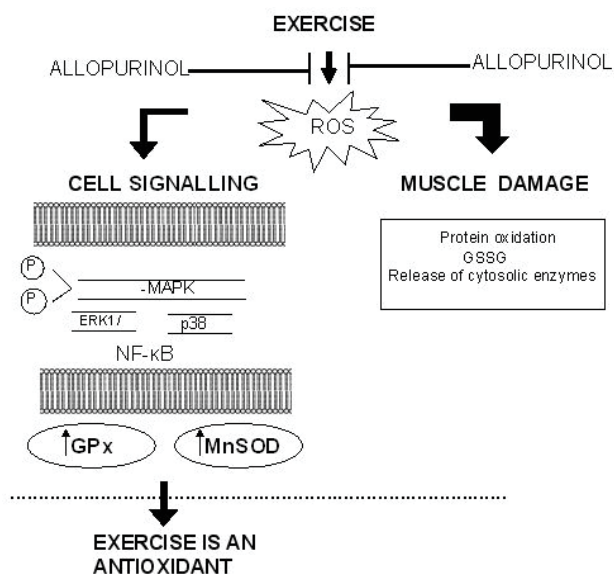 EXERCISE
ALLOPURINOL
ALLOPURINOL
ROS
CELL SIGNALLING
MUSCLE DAMAGE
Protein oxidation
GSSG
Release of cytosolic enzymes
P
P
-MAPK
ERK1/
p38
NF-κB
GPx
MnSOD
EXERCISE IS AN
ANTIOXIDANT